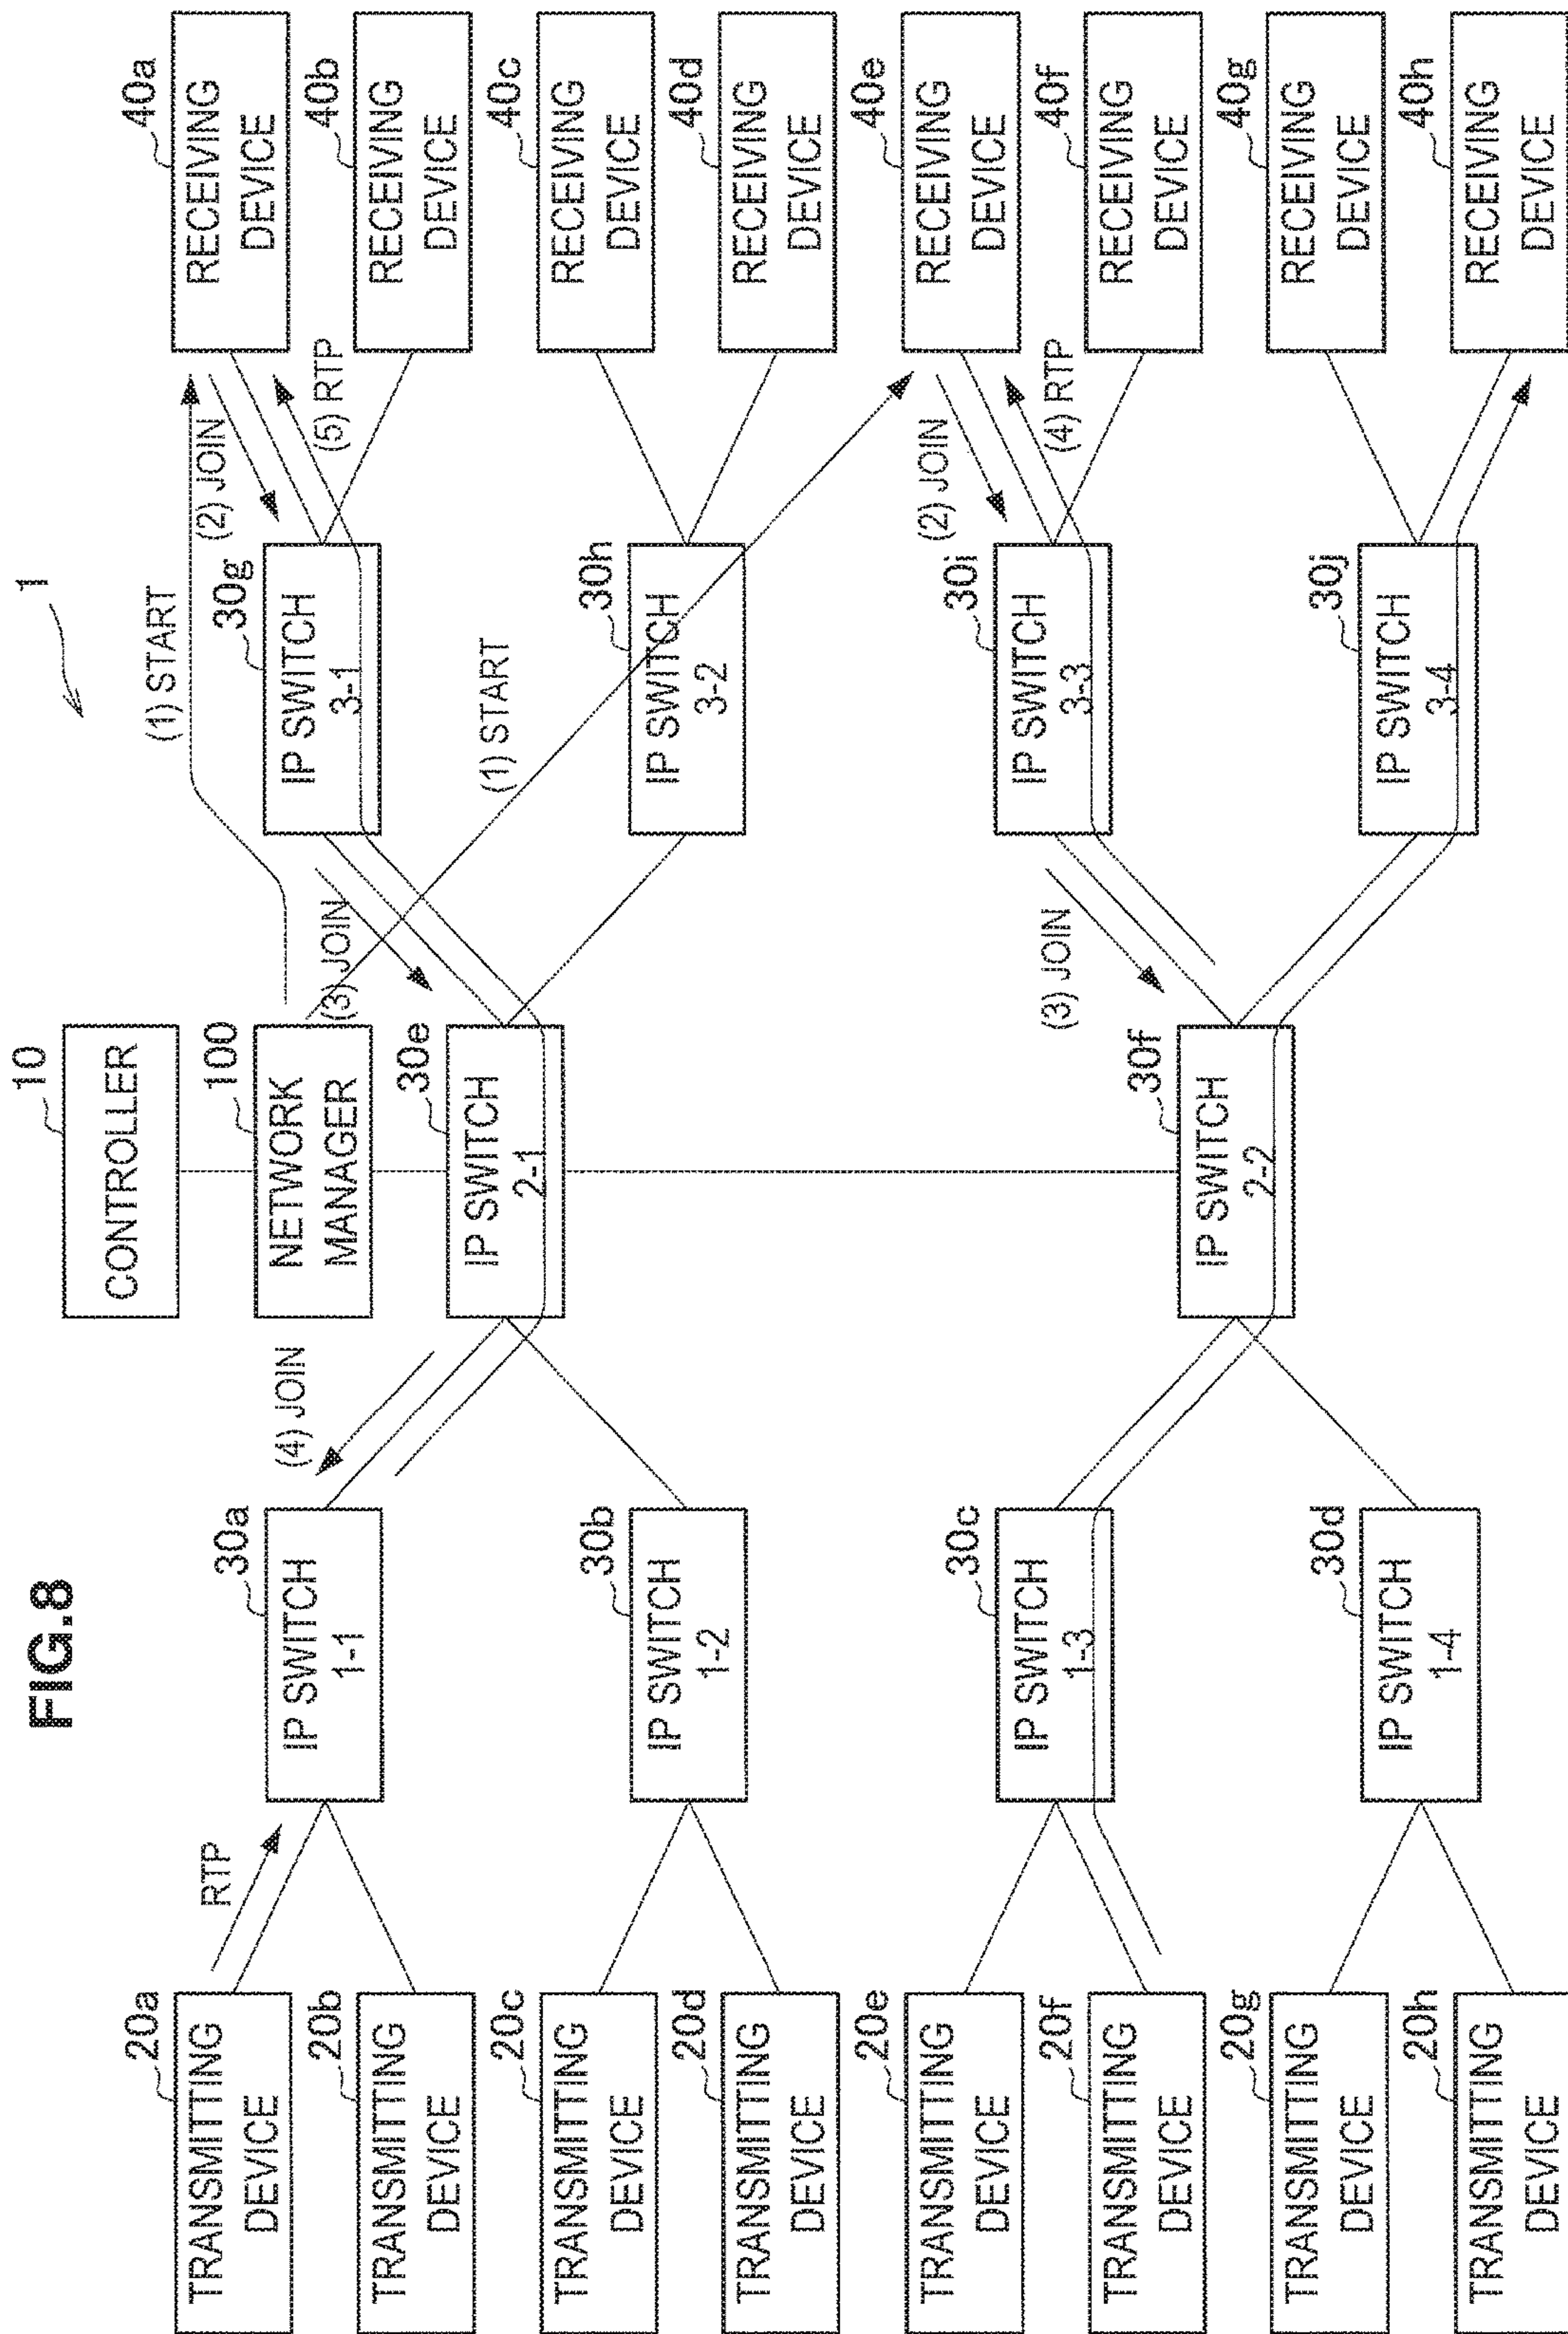 FIG.8
1
10
CONTROLLER
100
NETWORK
MANAGER
20a
TRANSMITTING
DEVICE
20b
TRANSMITTING
DEVICE
20c
TRANSMITTING
DEVICE
20d
TRANSMITTING
DEVICE
20e
TRANSMITTING
DEVICE
20f
TRANSMITTING
DEVICE
20g
TRANSMITTING
DEVICE
20h
TRANSMITTING
DEVICE
RTP
30a
IP SWITCH
1-1
30b
IP SWITCH
1-2
30c
IP SWITCH
1-3
30d
IP SWITCH
1-4
(4) JOIN
30e
IP SWITCH
2-1
30f
IP SWITCH
2-2
(3) JOIN
(3) JOIN
(1) START
(1) START
30g
IP SWITCH
3-1
30h
IP SWITCH
3-2
30i
IP SWITCH
3-3
30j
IP SWITCH
3-4
(2) JOIN
(5) RTP
(2) JOIN
(4) RTP
40a
RECEIVING
DEVICE
40b
RECEIVING
DEVICE
40c
RECEIVING
DEVICE
40d
RECEIVING
DEVICE
40e
RECEIVING
DEVICE
40f
RECEIVING
DEVICE
40g
RECEIVING
DEVICE
40h
RECEIVING
DEVICE